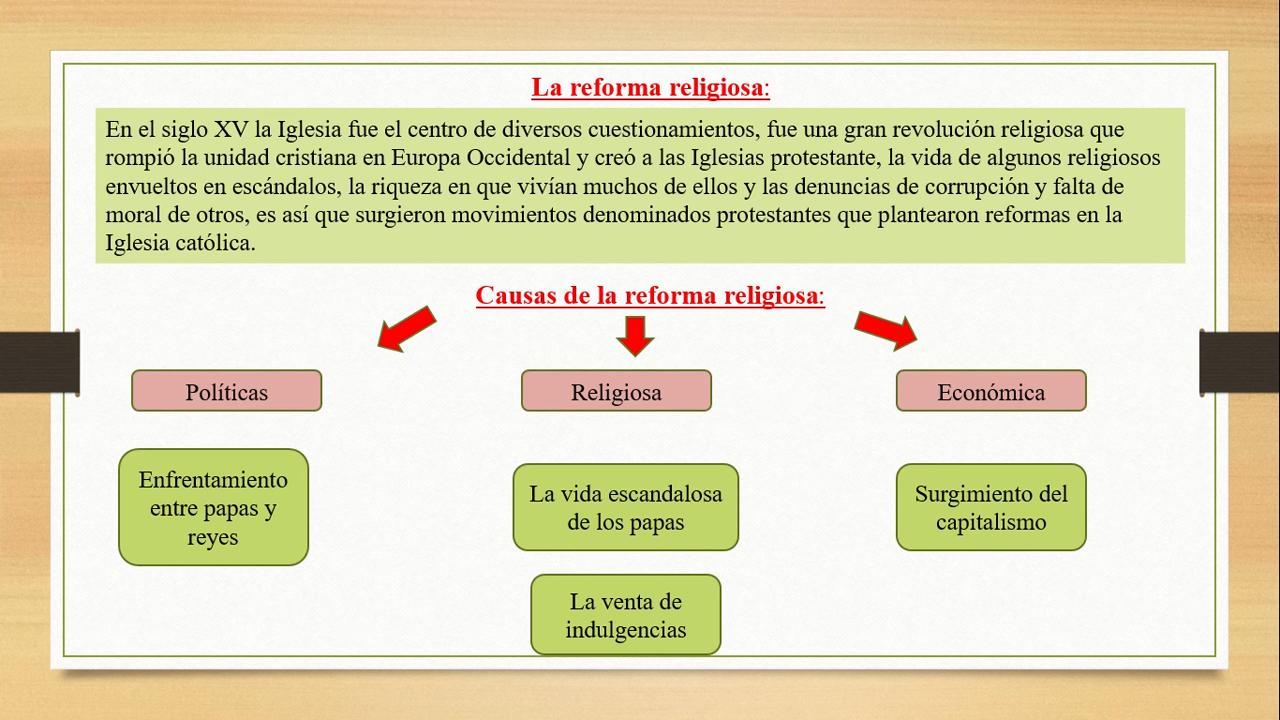 La reforma religiosa:
En el siglo XV la Iglesia fue el centro de diversos cuestionamientos, fue una gran revolución religiosa que
rompió la unidad cristiana en Europa Occidental y creó a las Iglesias protestante, la vida de algunos religiosos
envueltos en escándalos, la riqueza en que vivían muchos de ellos y las denuncias de corrupción y falta de
moral de otros, es así que surgieron movimientos denominados protestantes que plantearon reformas en la
Iglesia católica.
Causas de la reforma religiosa:
Políticas
Religiosa
Económica
Enfrentamiento
entre papas y
reyes
La vida escandalosa
de los papas
Surgimiento del
capitalismo
La venta de
indulgencias